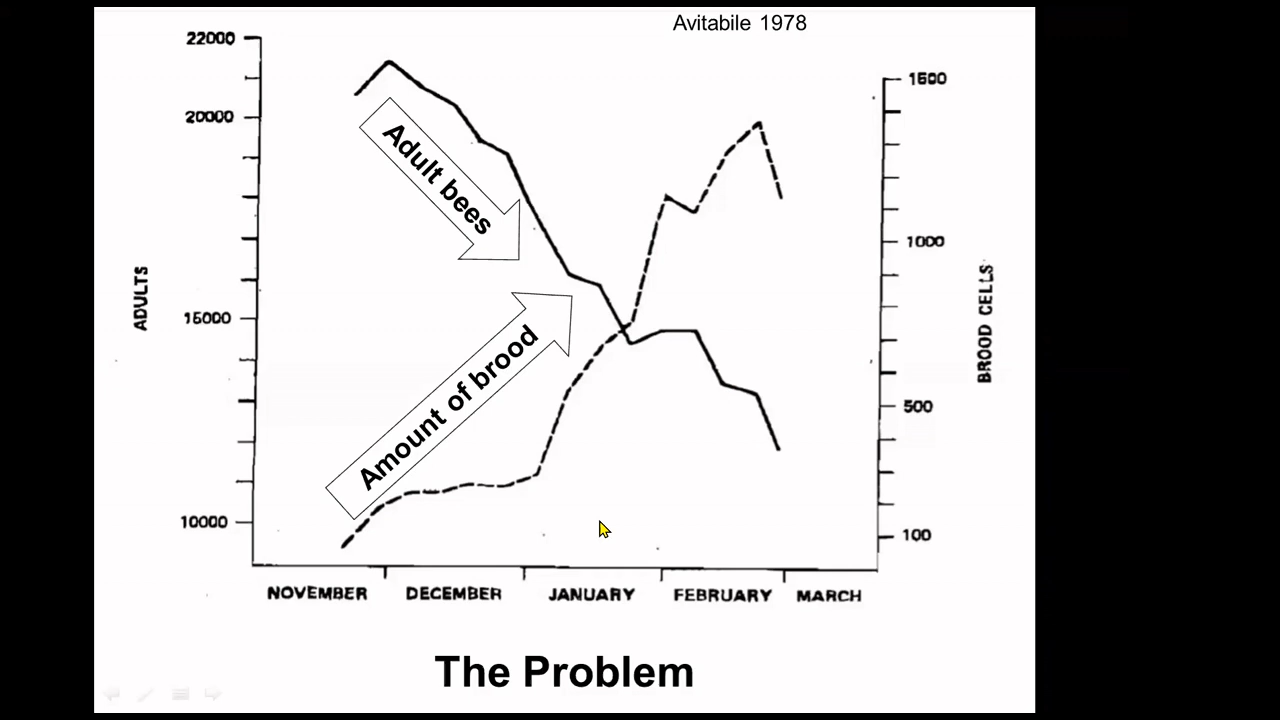 Avitabile 1978
22000
20000
15000
10000
ADULTS
Adult bees
Amount of brood
1500
1000
500
100
BROOD CELLS
NOVEMBER DECEMBER JANUARY FEBRUARY MARCH
The Problem